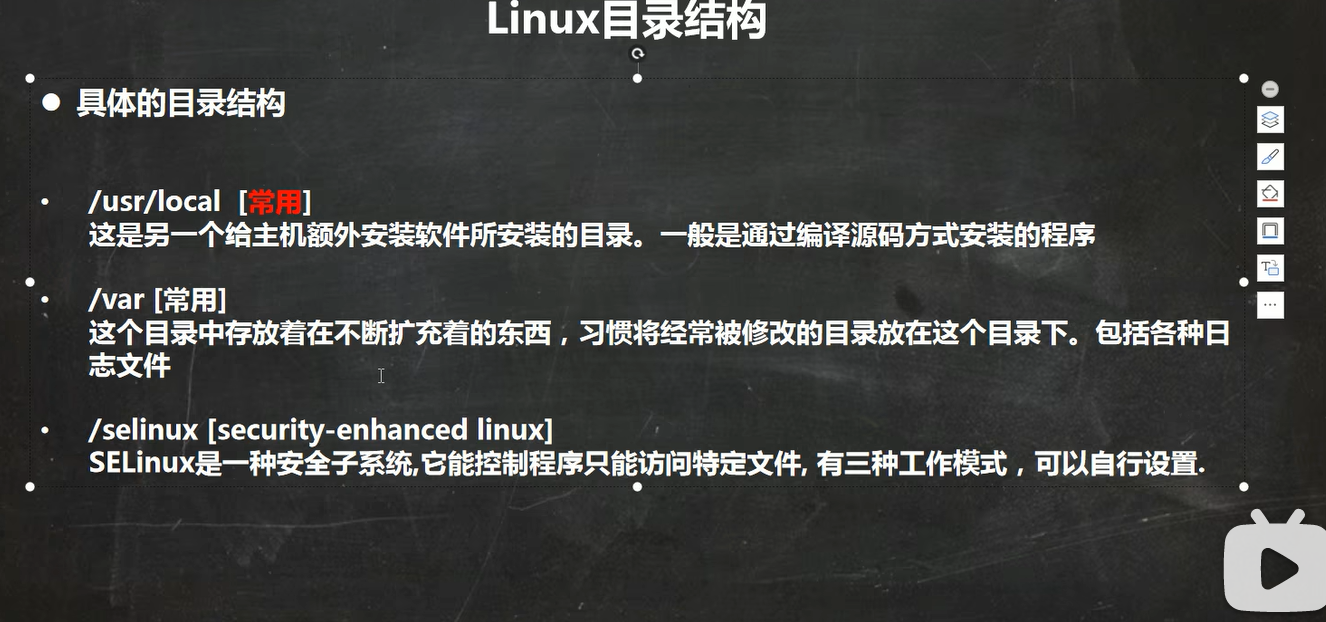 Linux目录结构
具体的目录结构
/usr/local [常用]
这是另一个给主机额外安装软件所安装的目录。一般是通过编译源码方式安装的程序
/var [常用]
这个目录中存放着在不断扩充着的东西，习惯将经常被修改的目录放在这个目录下。包括各种日
志文件
/selinux [security-enhanced linux]
SELinux是一种安全子系统,它能控制程序只能访问特定文件, 有三种工作模式，可以自行设置.